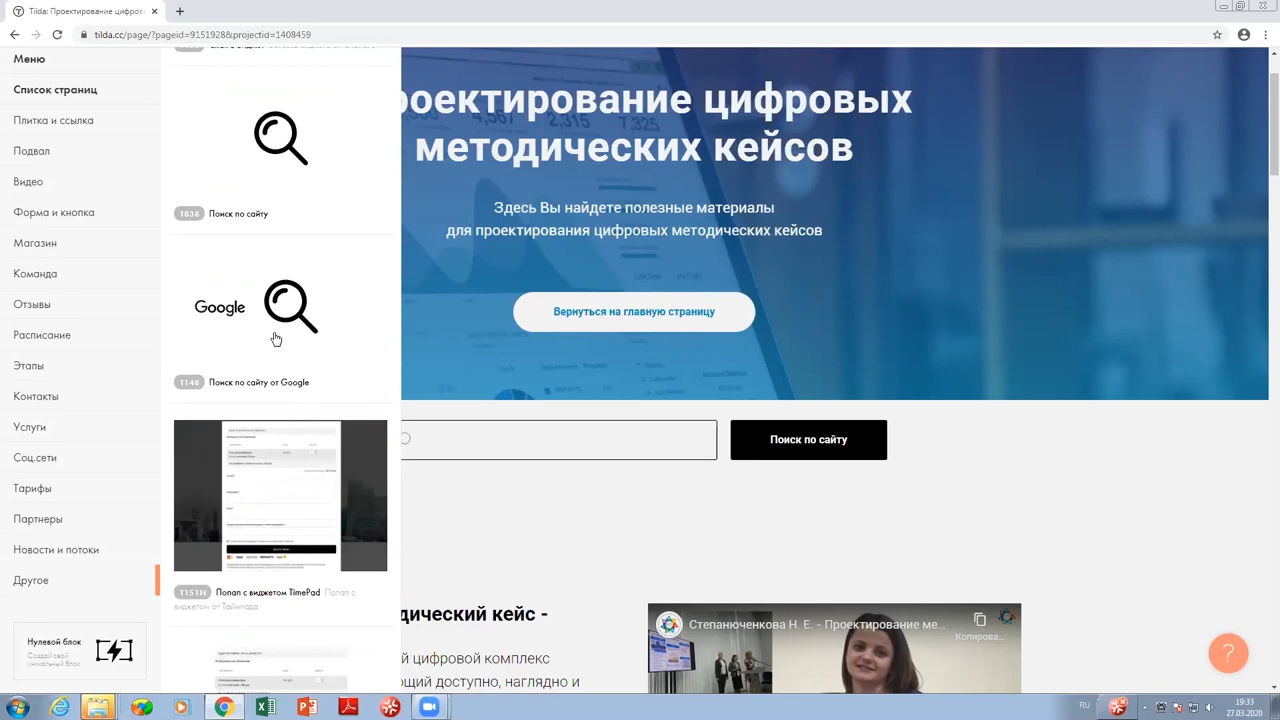 Tilda: Проектирование цифров
tilda.cc/page/?pageid=9151928&projectid=1408459
Меню
Список страниц
Плитка и ссылка
Подвал
Видео
Форма и кнопка
Магазин
Команда
Отзывы
Расписание
Этапы
Контакты
Услуги
Соц.сети
Тарифы
Партнеры
Новости и потоки
Другое
Нулевой блок
Создай свой
уникальный блок
T838 Поиск по сайту
Google
T148 Поиск по сайту от Google
T151H Попап с виджетом TimePad Попап с
виджетом от Таймпада
роектирование цифровых
методических кейсов
Здесь Вы найдете полезные материалы
для проектирования цифровых методических кейсов
Вернуться на главную страницу
Поиск по сайту
дический кейс -
й цифровой комплекс
ющий доступно, наглядно и
Степанюченкова Н. Е. - Проектирование ме...
Копирова...
?
RU
19:33
27.03.2020